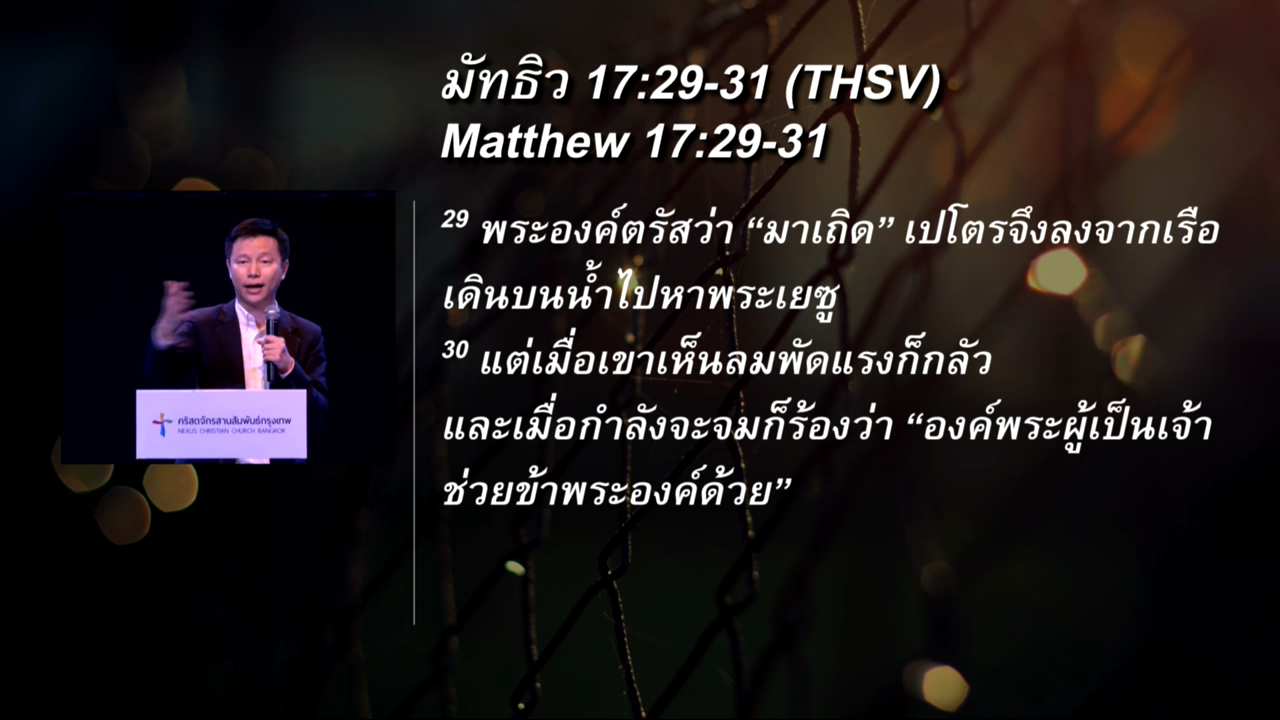 มัทธิว 17:29-31 (THSV)
Matthew 17:29-31
29 พระองค์ตรัสว่า “มาเถิด” เปโตรจึงลงจากเรือ
เดินบนน้ำไปหาพระเยซู
30 แต่เมื่อเขาเห็นลมพัดแรงก็กลัว
และเมื่อกำลังจะจมก็ร้องว่า “องค์พระผู้เป็นเจ้า
ช่วยข้าพระองค์ด้วย”
คริสตจักรสานสัมพันธ์กรุงเทพ
NEXUS CHRISTIAN CHURCH BANGKOK